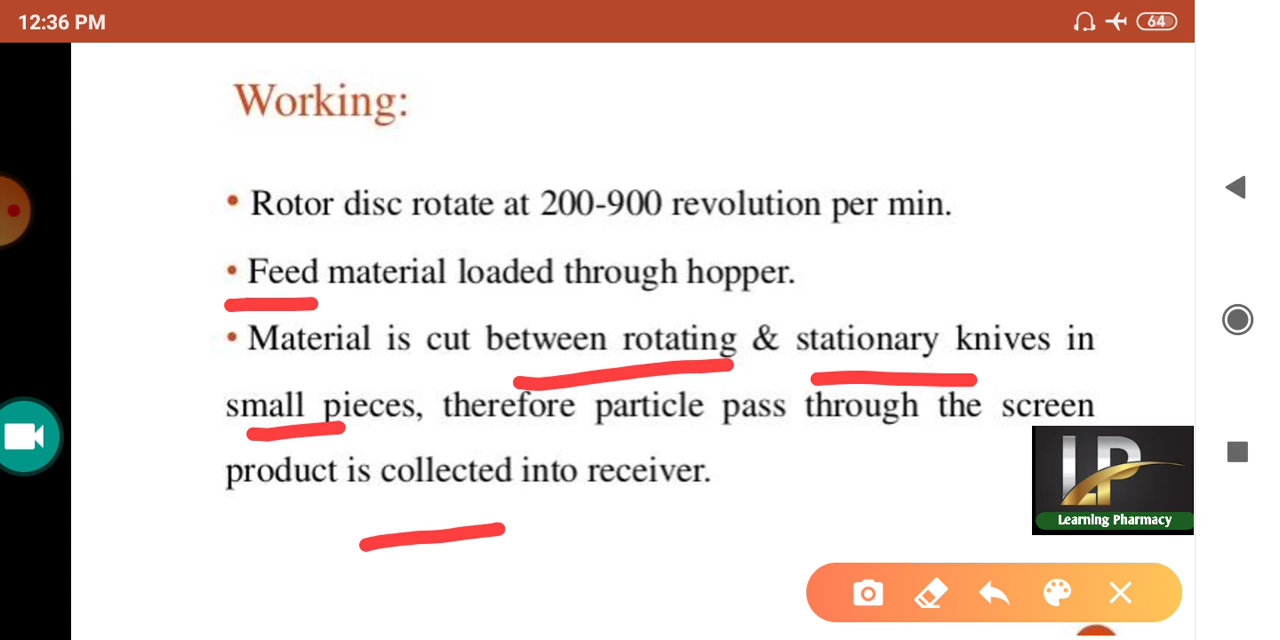 12:36 PM
64
Working:
• Rotor disc rotate at 200-900 revolution per min.
• Feed material loaded through hopper.
• Material is cut between rotating & stationary knives in
small pieces, therefore particle pass through the screen
product is collected into receiver.
LP
Learning Pharmacy